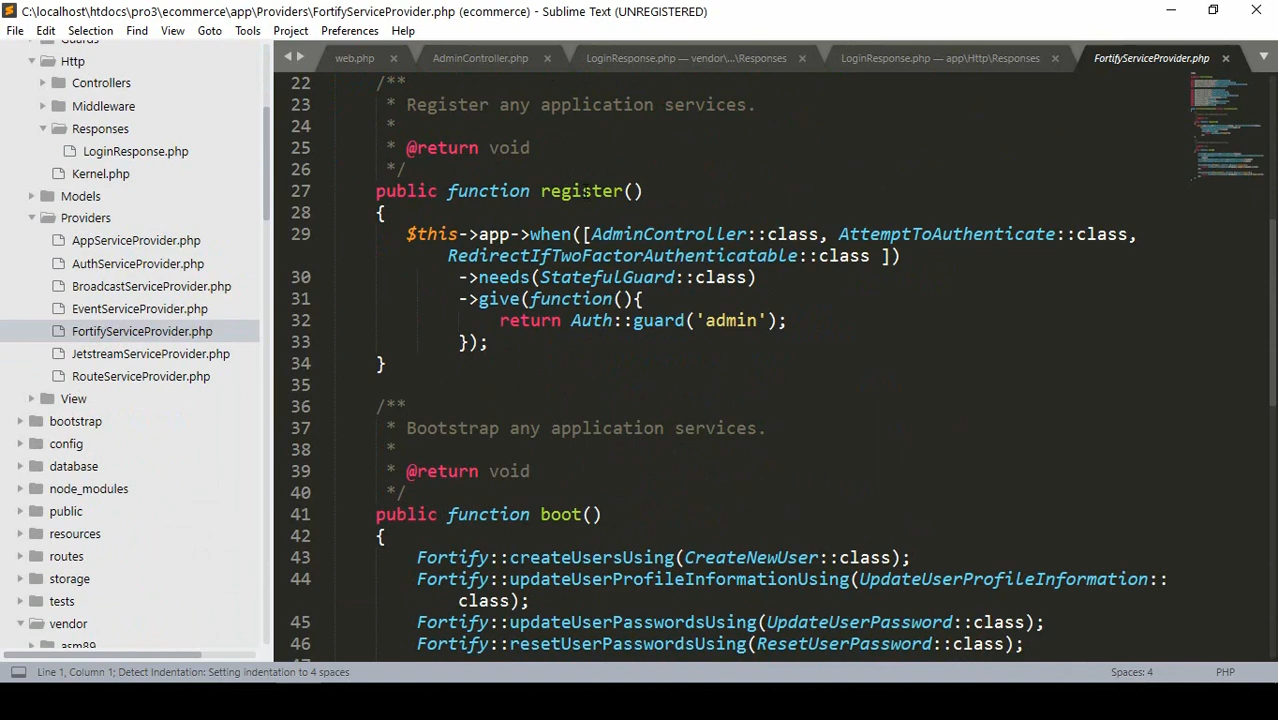 C:\localhost\htdocs\pro3\ecommerce\app\Providers\FortifyServiceProvider.php (ecommerce) - Sublime Text (UNREGISTERED)
File Edit Selection Find View Goto Tools Project Preferences Help
web.php AdminController.php LoginResponse.php — vendor\...\Responses LoginResponse.php — app\Http\Responses FortifyServiceProvider.php
Http
Controllers
Middleware
Responses
LoginResponse.php
Kernel.php
Models
Providers
AppServiceProvider.php
AuthServiceProvider.php
BroadcastServiceProvider.php
EventServiceProvider.php
FortifyServiceProvider.php
JetstreamServiceProvider.php
RouteServiceProvider.php
View
bootstrap
config
database
node_modules
public
resources
routes
storage
tests
vendor
asm89
22 /**
23 * Register any application services.
24 *
25 * @return void
26 */
27 public function register()
28 {
29 $this->app->when([AdminController::class, AttemptToAuthenticate::class,
RedirectIfTwoFactorAuthenticatable::class ])
30 ->needs(StatefulGuard::class)
31 ->give(function(){
32 return Auth::guard('admin');
33 });
34 }
35
36 /**
37 * Bootstrap any application services.
38 *
39 * @return void
40 */
41 public function boot()
42 {
43 Fortify::createUsersUsing(CreateNewUser::class);
44 Fortify::updateUserProfileInformationUsing(UpdateUserProfileInformation::
class);
45 Fortify::updateUserPasswordsUsing(UpdateUserPassword::class);
46 Fortify::resetUserPasswordsUsing(ResetUserPassword::class);
Line 1, Column 1; Detect Indentation: Setting indentation to 4 spaces Spaces: 4 PHP